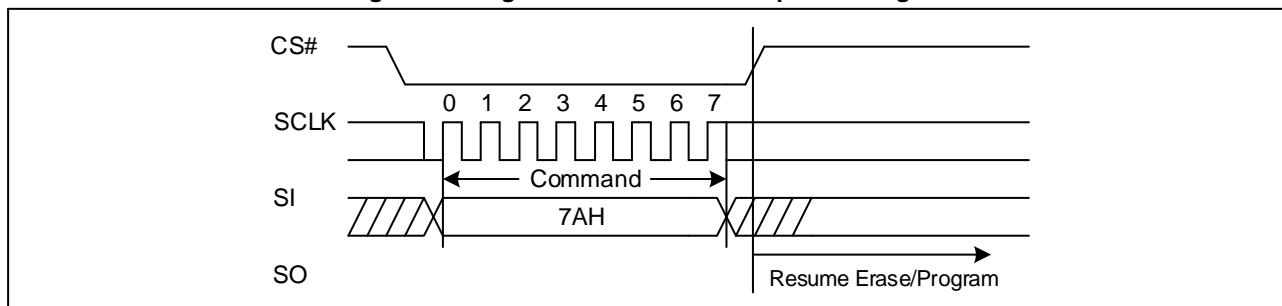 CS#
0 1 2 3 4 5 6 7
SCLK
Command
SI
7AH
SO
Resume Erase/Program